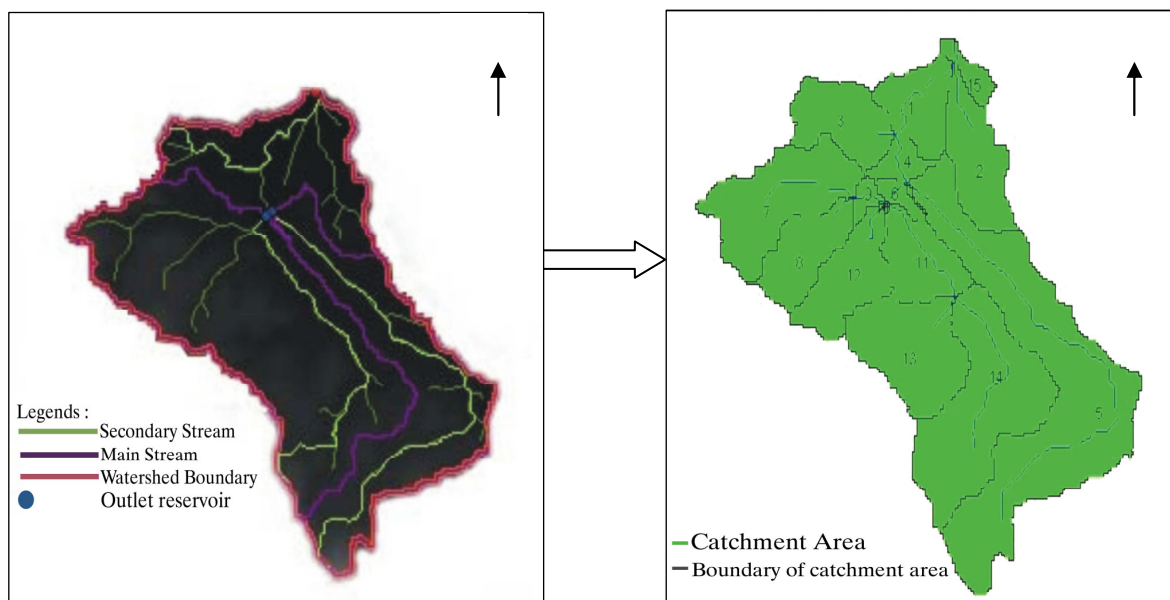 Legends :
Secondary Stream
Main Stream
Watershed Boundary
Outlet reservoir
15
1
3
2
4
6
7
8
12
11
13
14
5
Catchment Area
Boundary of catchment area